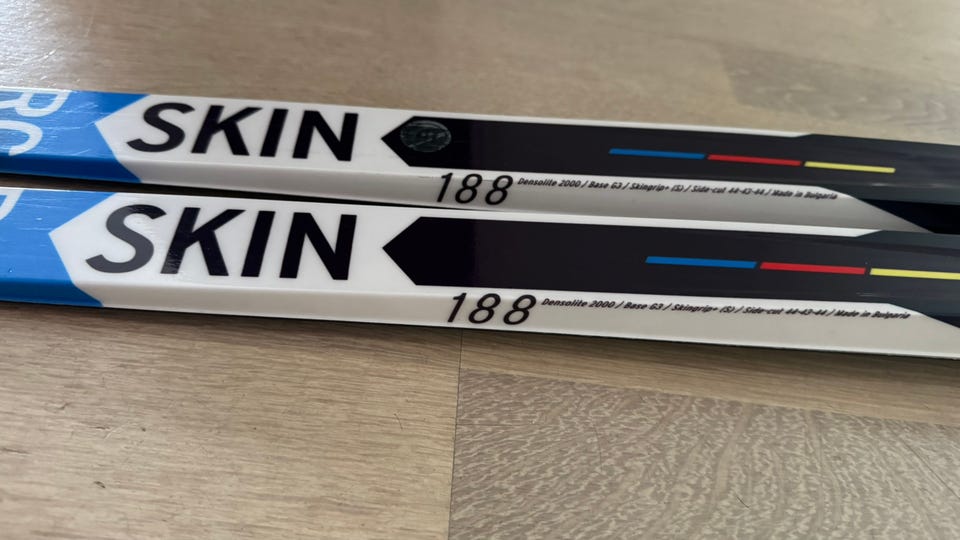 RC
SKIN
188 Densolite 2000 / Base G3 / Skingrip+ (S) / Side-cut 44-43-44 / Made in Bulgaria
SKIN
188 Densolite 2000 / Base G3 / Skingrip+ (S) / Side-cut 44-43-44 / Made in Bulgaria